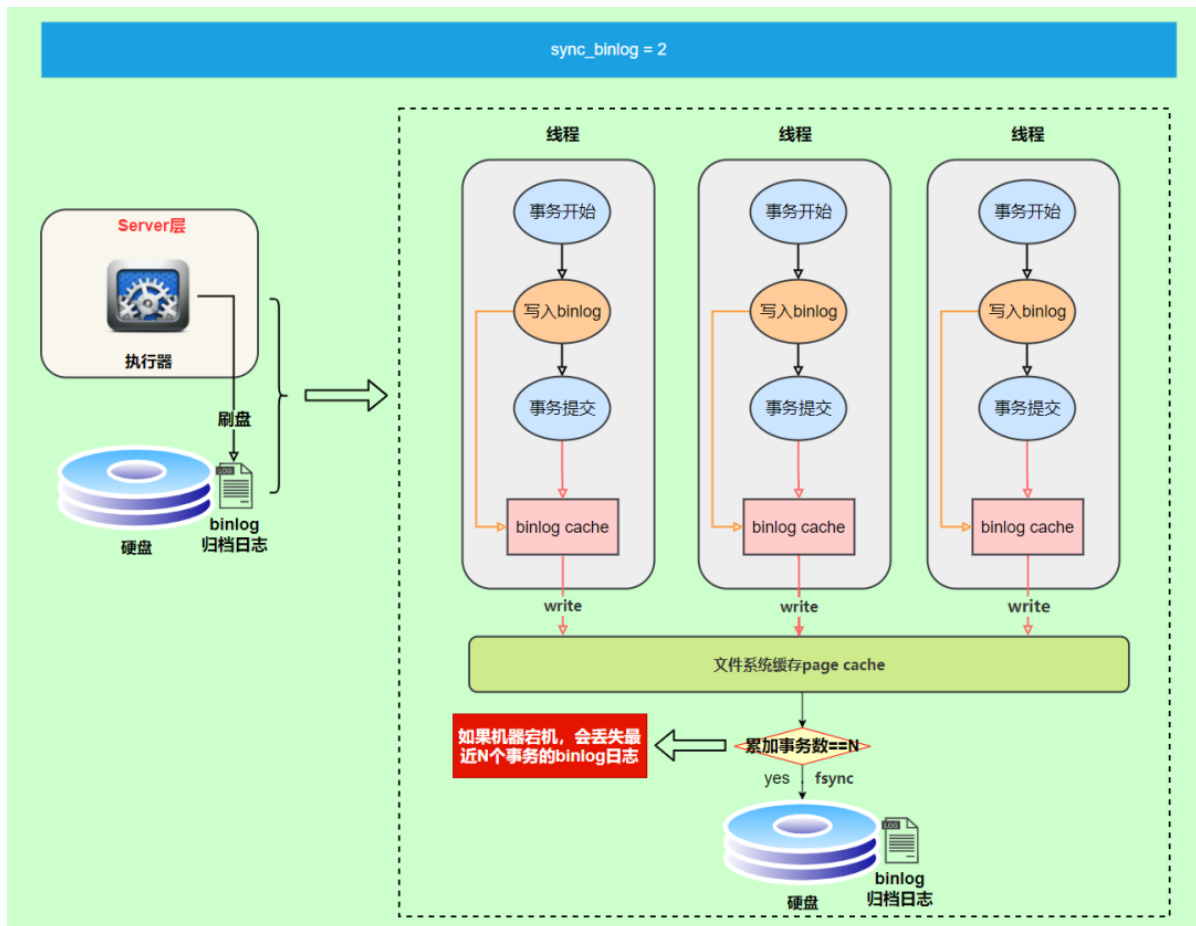 sync_binlog = 2
Server层
执行器
刷盘
LOG
binlog
归档日志
硬盘
线程
线程
线程
事务开始
事务开始
事务开始
写入binlog
写入binlog
写入binlog
事务提交
事务提交
事务提交
binlog cache
binlog cache
binlog cache
write
write
write
文件系统缓存page cache
如果机器宕机，会丢失最
近N个事务的binlog日志
累加事务数==N
yes
fsync
LOG
binlog
归档日志
硬盘